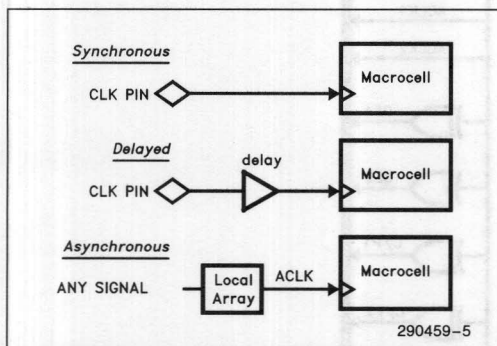 Synchronous
CLK PIN
Macrocell
Delayed
delay
CLK PIN
Macrocell
Asynchronous
ANY SIGNAL
Local
Array
ACLK
Macrocell
290459-5